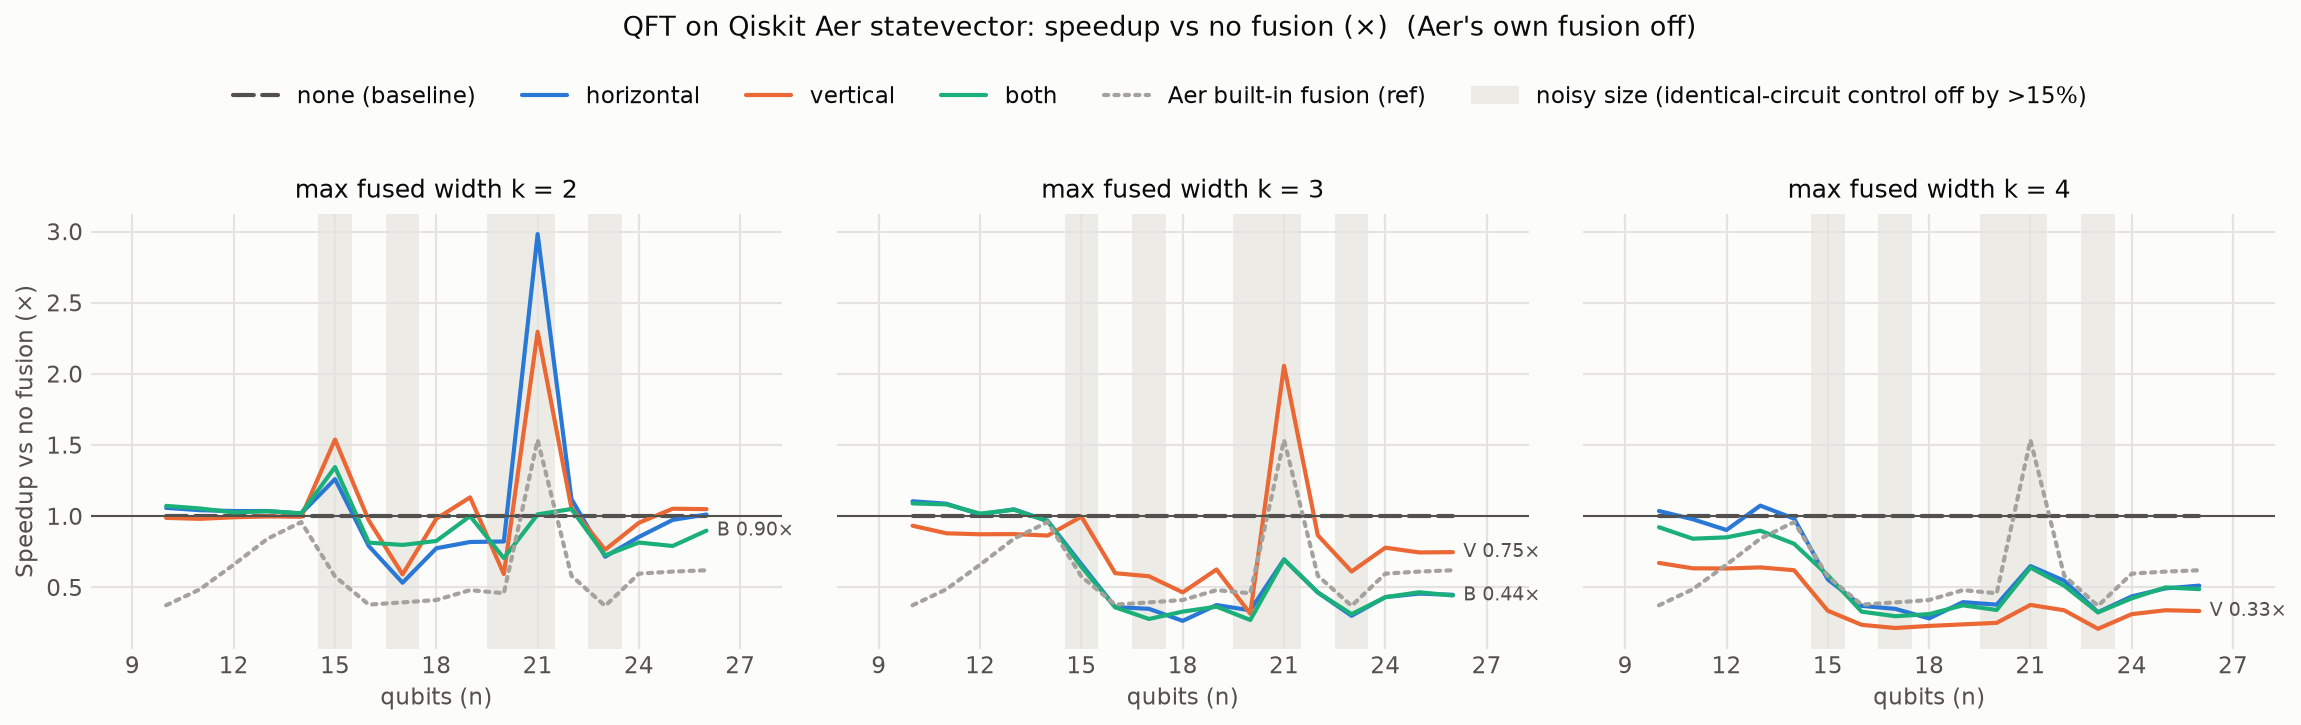 QFT on Qiskit Aer statevector: speedup vs no fusion (×)  (Aer's own fusion off)
none (baseline) horizontal vertical both Aer built-in fusion (ref) noisy size (identical-circuit control off by >15%)
max fused width k = 2
max fused width k = 3
max fused width k = 4
Speedup vs no fusion (×)
3.0
2.5
2.0
1.5
1.0
0.5
B 0.90×
V 0.75×
B 0.44×
V 0.33×
9 12 15 18 21 24 27
9 12 15 18 21 24 27
9 12 15 18 21 24 27
qubits (n)
qubits (n)
qubits (n)